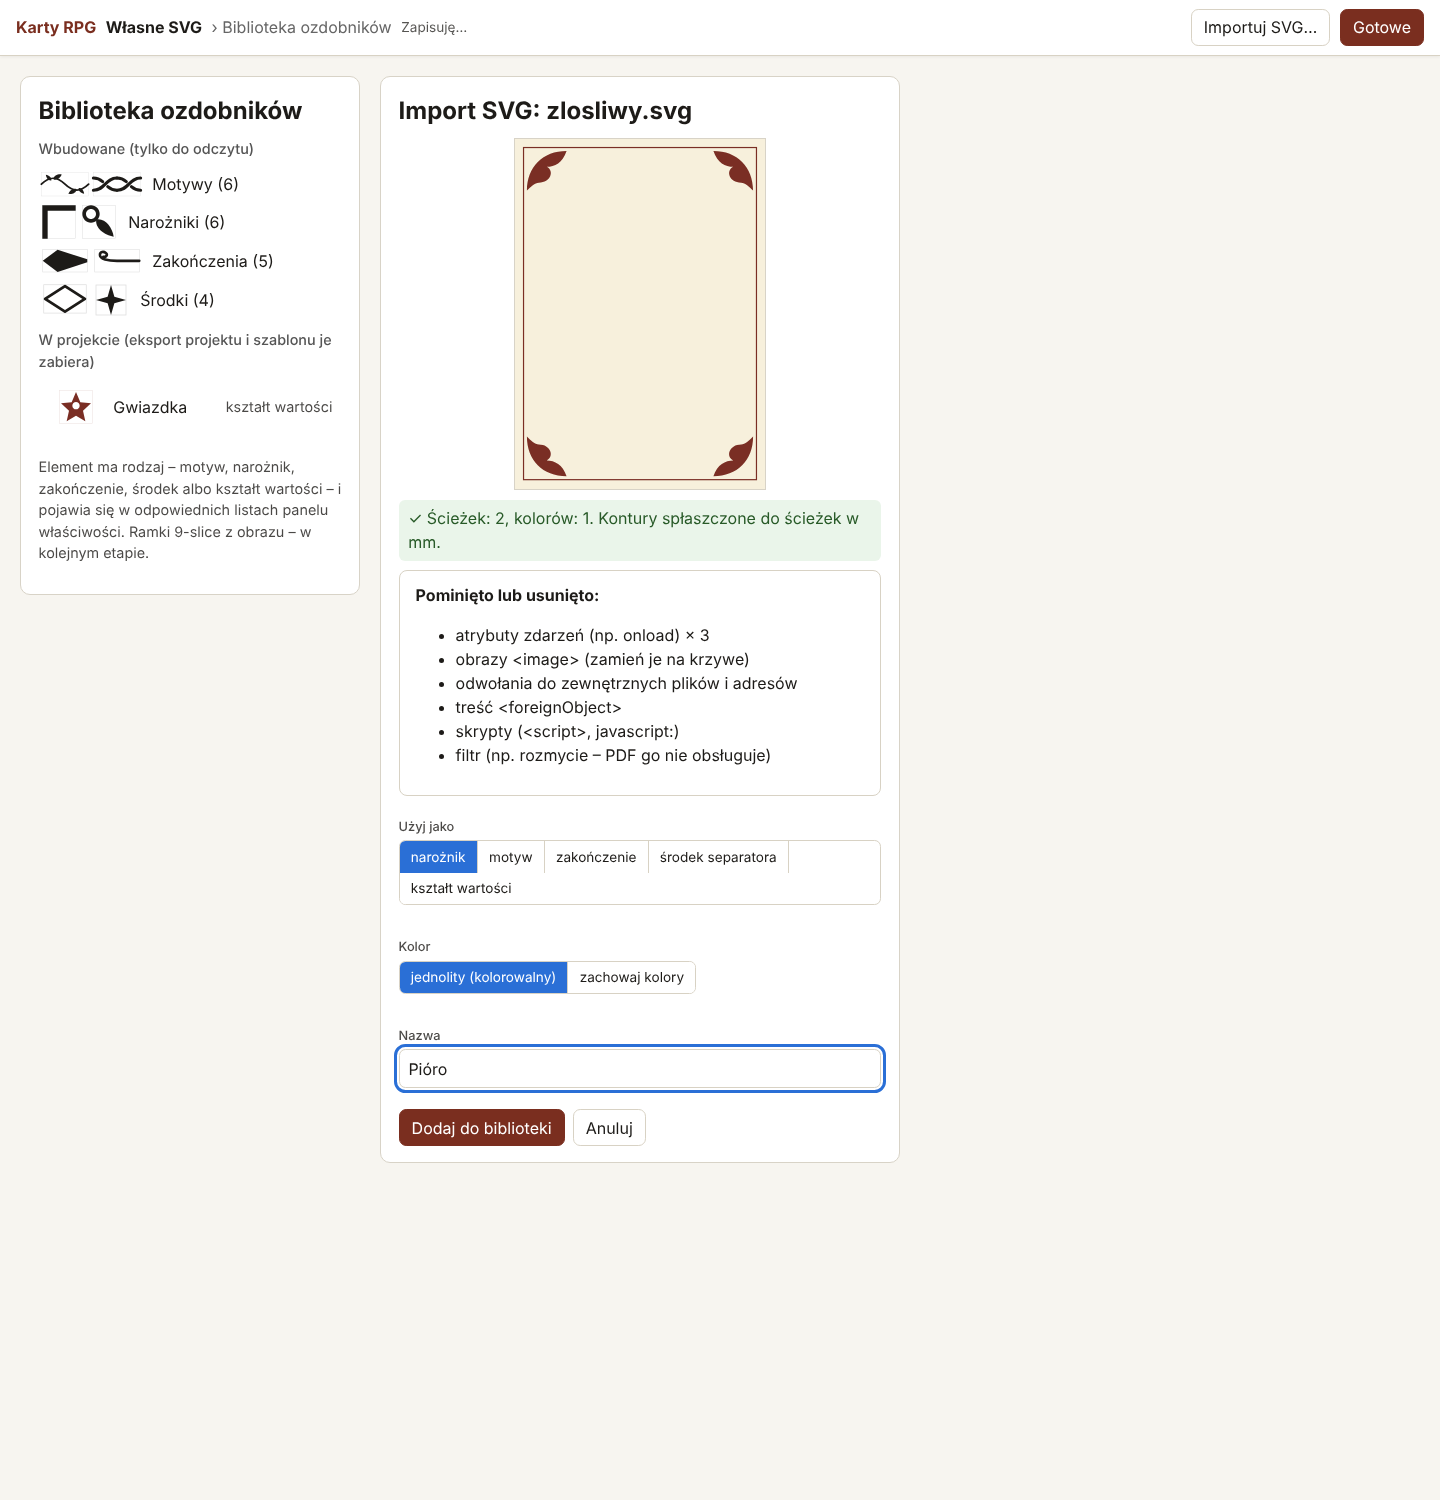 Karty RPG Własne SVG › Biblioteka ozdobników Zapisuję... Importuj SVG... Gotowe
Biblioteka ozdobników
Wbudowane (tylko do odczytu)
Motywy (6)
Narożniki (6)
Zakończenia (5)
Środki (4)
W projekcie (eksport projektu i szablonu je
zabiera)
Gwiazdka kształt wartości
Element ma rodzaj – motyw, narożnik,
zakończenie, środek albo kształt wartości – i
pojawia się w odpowiednich listach panelu
właściwości. Ramki 9-slice z obrazu – w
kolejnym etapie.
Import SVG: zlosliwy.svg
✓ Ścieżek: 2, kolorów: 1. Kontury spłaszczone do ścieżek w
mm.
Pominięto lub usunięto:
• atrybuty zdarzeń (np. onload) × 3
• obrazy <image> (zamień je na krzywe)
• odwołania do zewnętrznych plików i adresów
• treść <foreignObject>
• skrypty (<script>, javascript:)
• filtr (np. rozmycie – PDF go nie obsługuje)
Użyj jako
narożnik motyw zakończenie środek separatora
kształt wartości
Kolor
jednolity (kolorowalny) zachowaj kolory
Nazwa
Pióro
Dodaj do biblioteki Anuluj